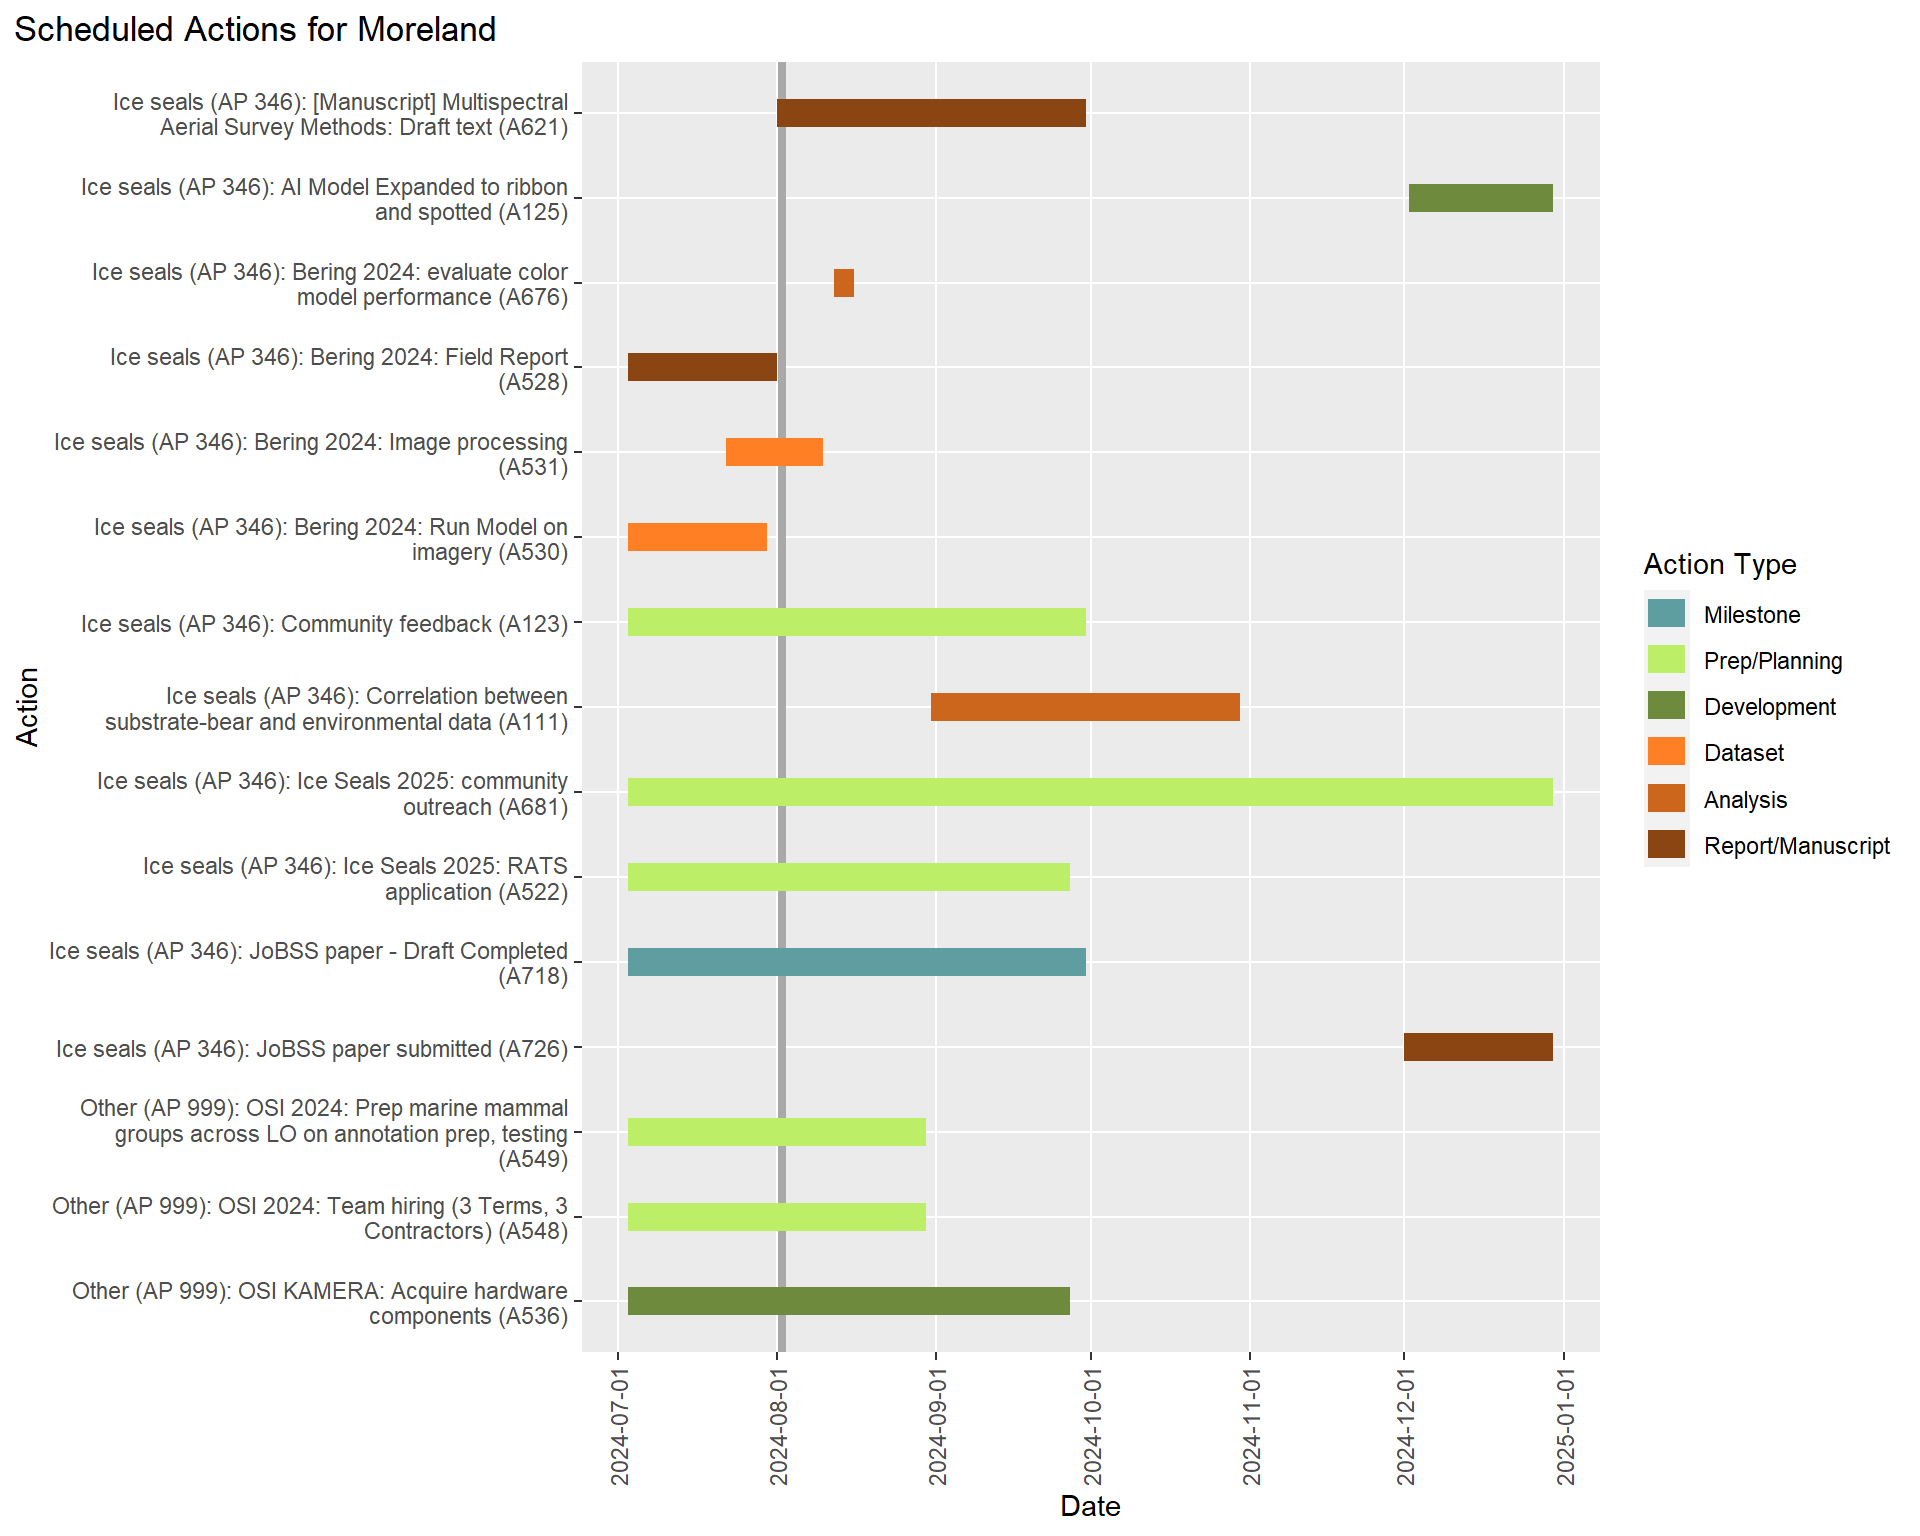 Scheduled Actions for Moreland
Ice seals (AP 346): [Manuscript] Multispectral
Aerial Survey Methods: Draft text (A621)
Ice seals (AP 346): AI Model Expanded to ribbon
and spotted (A125)
Ice seals (AP 346): Bering 2024: evaluate color
model performance (A676)
Ice seals (AP 346): Bering 2024: Field Report
(A528)
Ice seals (AP 346): Bering 2024: Image processing
(A531)
Ice seals (AP 346): Bering 2024: Run Model on
imagery (A530)
Ice seals (AP 346): Community feedback (A123)
Ice seals (AP 346): Correlation between
substrate-bear and environmental data (A111)
Ice seals (AP 346): Ice Seals 2025: community
outreach (A681)
Ice seals (AP 346): Ice Seals 2025: RATS
application (A522)
Ice seals (AP 346): JoBSS paper - Draft Completed
(A718)
Ice seals (AP 346): JoBSS paper submitted (A726)
Other (AP 999): OSI 2024: Prep marine mammal
groups across LO on annotation prep, testing
(A549)
Other (AP 999): OSI 2024: Team hiring (3 Terms, 3
Contractors) (A548)
Other (AP 999): OSI KAMERA: Acquire hardware
components (A536)
Action
2024-07-01
2024-08-01
2024-09-01
2024-10-01
2024-11-01
2024-12-01
2025-01-01
Date
Action Type
Milestone
Prep/Planning
Development
Dataset
Analysis
Report/Manuscript